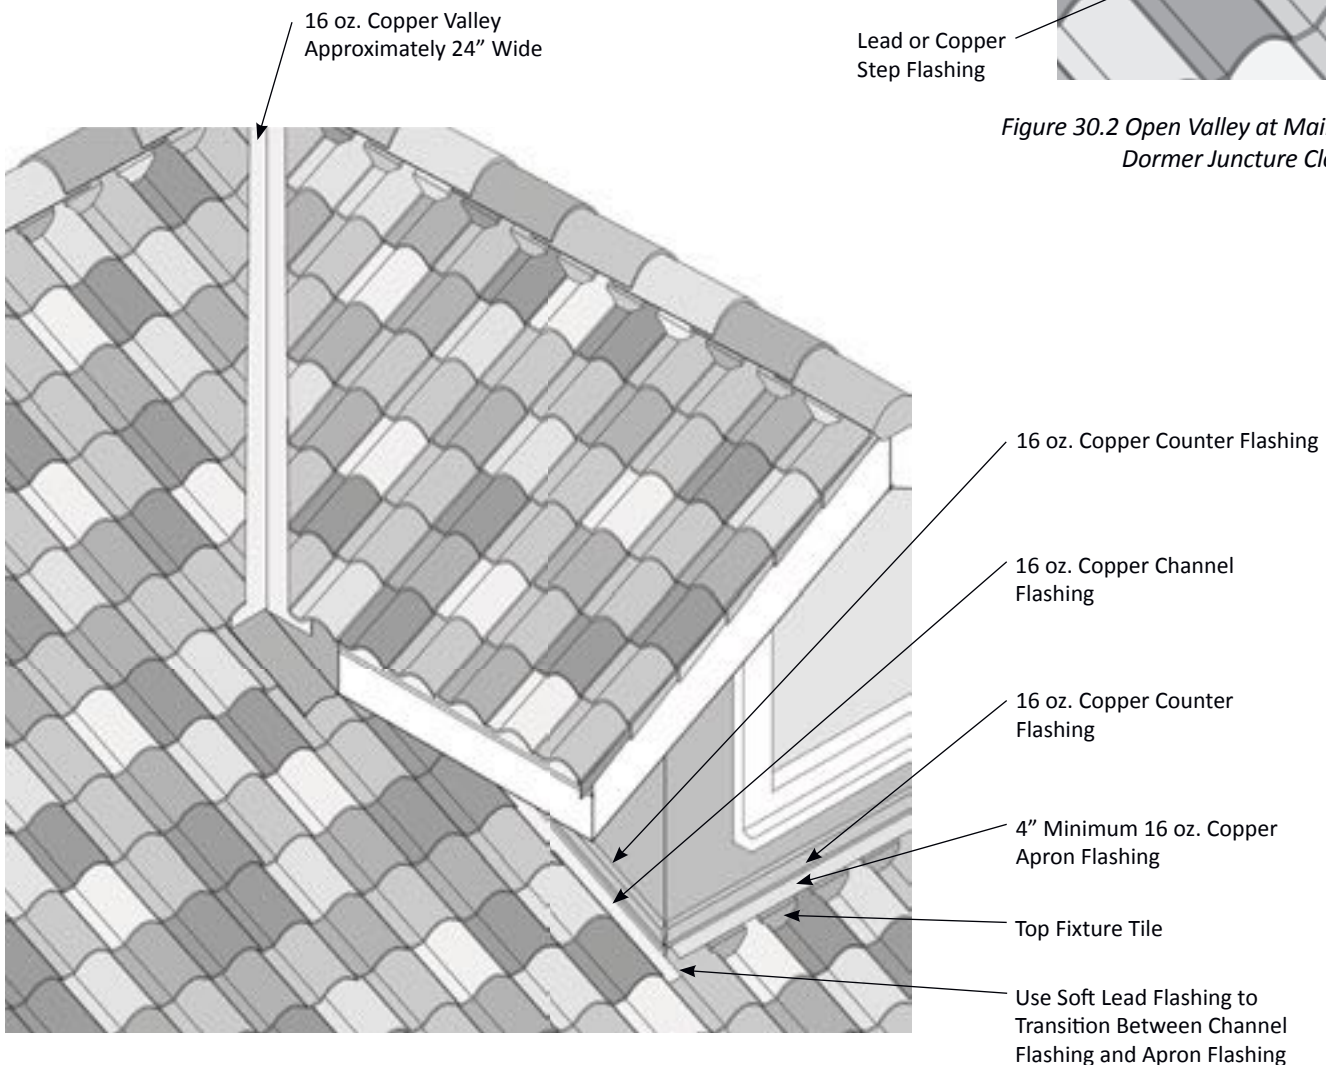 16 oz. Copper Valley
Approximately 24” Wide
Lead or Copper
Step Flashing
Figure 30.2 Open Valley at Mai
Dormer Juncture Cl
16 oz. Copper Counter Flashing
16 oz. Copper Channel
Flashing
16 oz. Copper Counter
Flashing
4” Minimum 16 oz. Copper
Apron Flashing
Top Fixture Tile
Use Soft Lead Flashing to
Transition Between Channel
Flashing and Apron Flashing